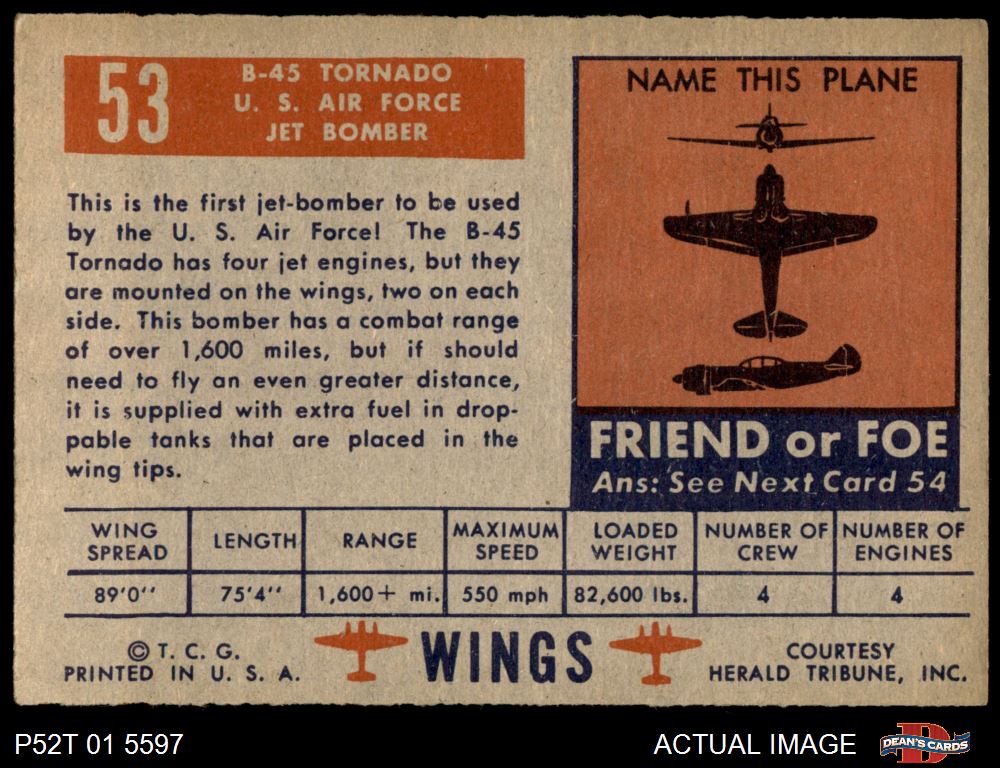 53
B-45 TORNADO
U. S. AIR FORCE
JET BOMBER
This is the first jet-bomber to be used
by the U. S. Air Force! The B-45
Tornado has four jet engines, but they
are mounted on the wings, two on each
side. This bomber has a combat range
of over 1,600 miles, but if should
need to fly an even greater distance,
it is supplied with extra fuel in drop-
pable tanks that are placed in the
wing tips.
NAME THIS PLANE
FRIEND or FOE
Ans: See Next Card 54
WING SPREAD LENGTH RANGE MAXIMUM SPEED LOADED WEIGHT NUMBER OF CREW NUMBER OF ENGINES
89'0" 75'4" 1,600+ mi. 550 mph 82,600 lbs. 4 4
© T. C. G.
PRINTED IN U. S. A.
WINGS
COURTESY
HERALD TRIBUNE, INC.
P52T 01 5597
ACTUAL IMAGE
DEAN'S CARDS